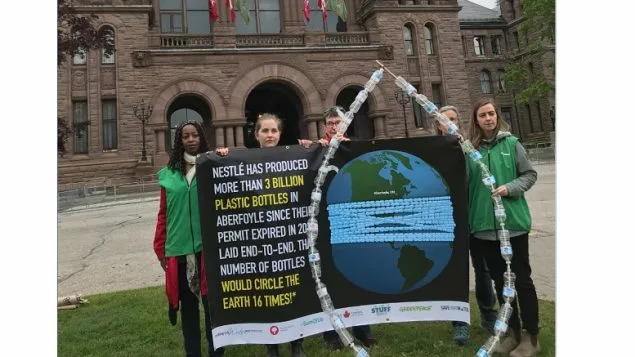 NESTLÉ HAS PRODUCED
MORE THAN 3 BILLION
PLASTIC BOTTLES IN
ABERFOYLE SINCE THEIR
PERMIT EXPIRED IN
LAID END-TO-END,
NUMBER OF BOTTLES
WOULD CIRCLE THE
EARTH 16 TIMES!*
STUFF
GREENPEACE